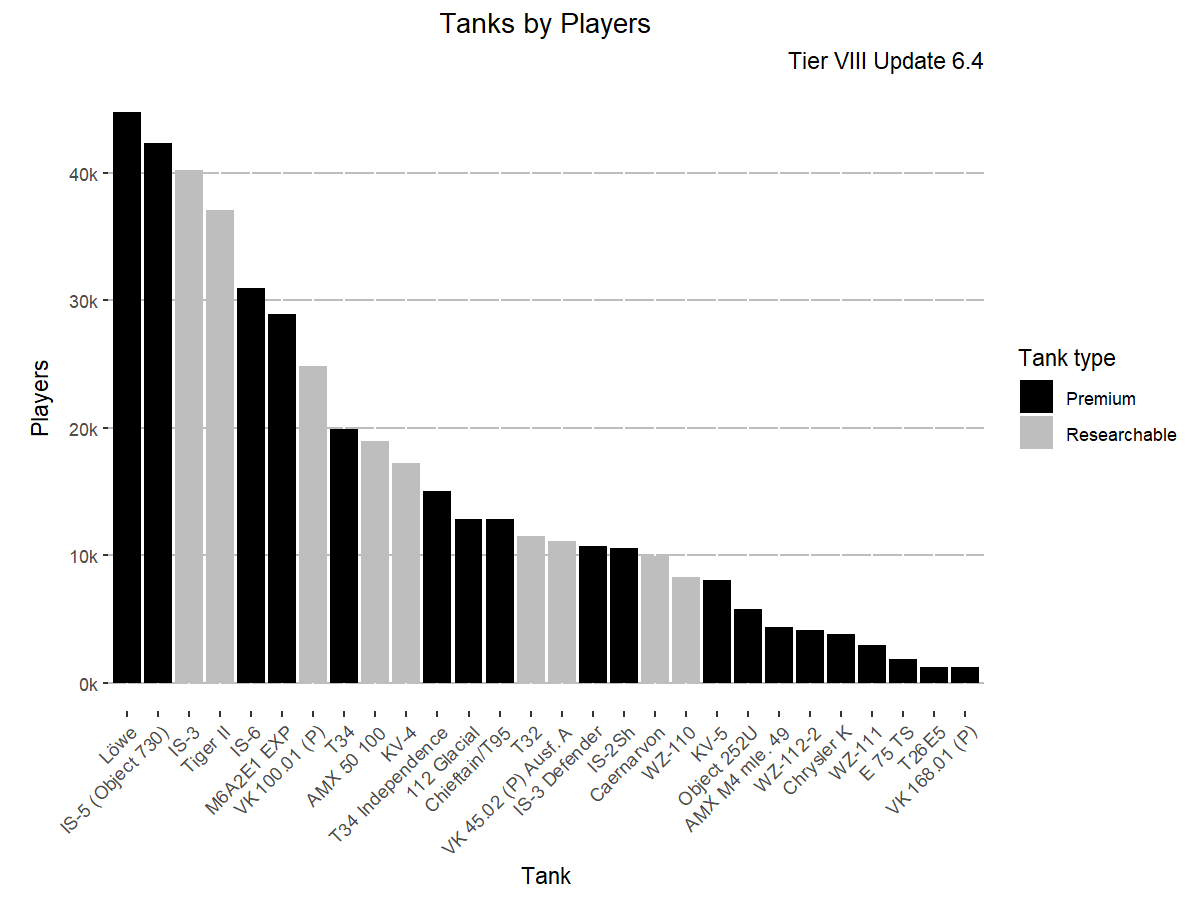 Tanks by Players
Tier VIII Update 6.4
40k
30k
20k
10k
0k
Players
Löwe
IS-5 (Object 730)
IS-3
Tiger II
IS-6
M6A2E1 EXP
VK 100.01 (P)
T34
AMX 50 100
KV-4
T34 Independence
112 Glacial
Chieftain/T95
T32
VK 45.02 (P) Ausf. A
IS-3 Defender
IS-2Sh
Caernarvon
WZ-110
KV-5
Object 252U
AMX M4 mle. 49
WZ-112-2
Chrysler K
WZ-111
E 75 TS
T26E5
VK 168.01 (P)
Tank
Tank type
Premium
Researchable